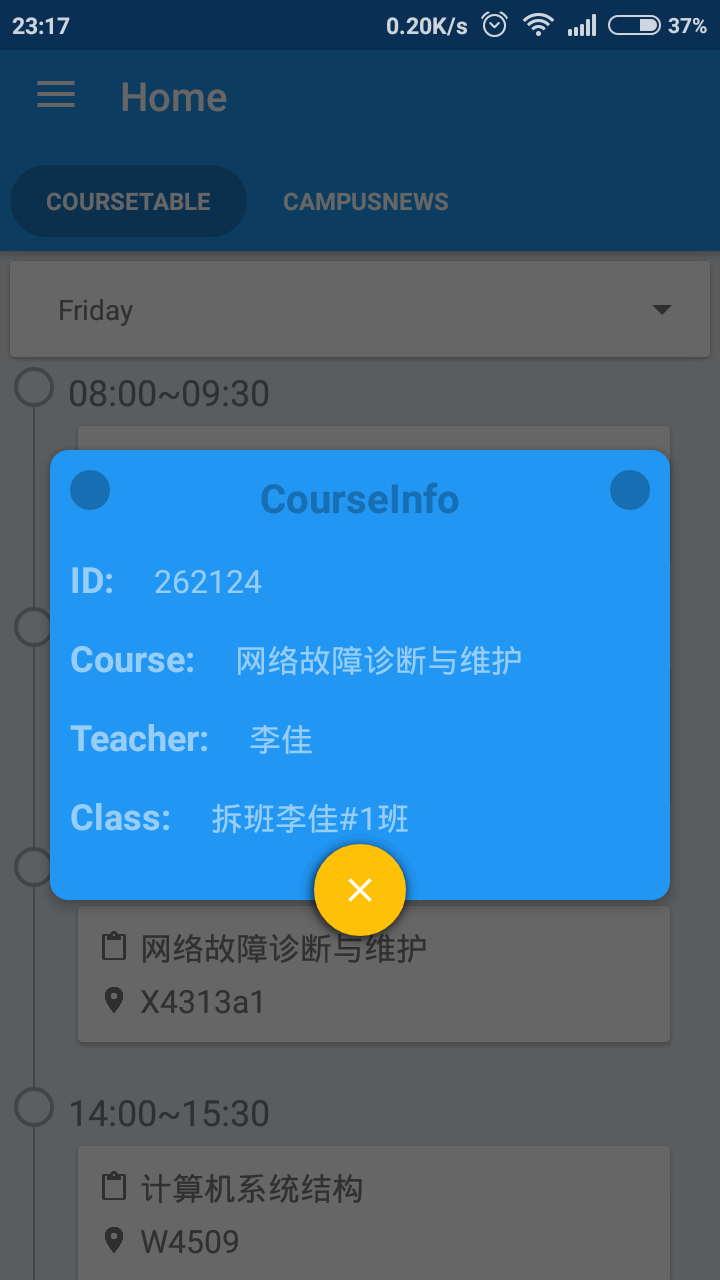 23:17 0.20K/s 37%
Home
COURSETABLE CAMPUSNEWS
Friday
08:00~09:30
CourseInfo
ID: 262124
Course: 网络故障诊断与维护
Teacher: 李佳
Class: 拆班李佳#1班
网络故障诊断与维护
X4313a1
14:00~15:30
计算机系统结构
W4509